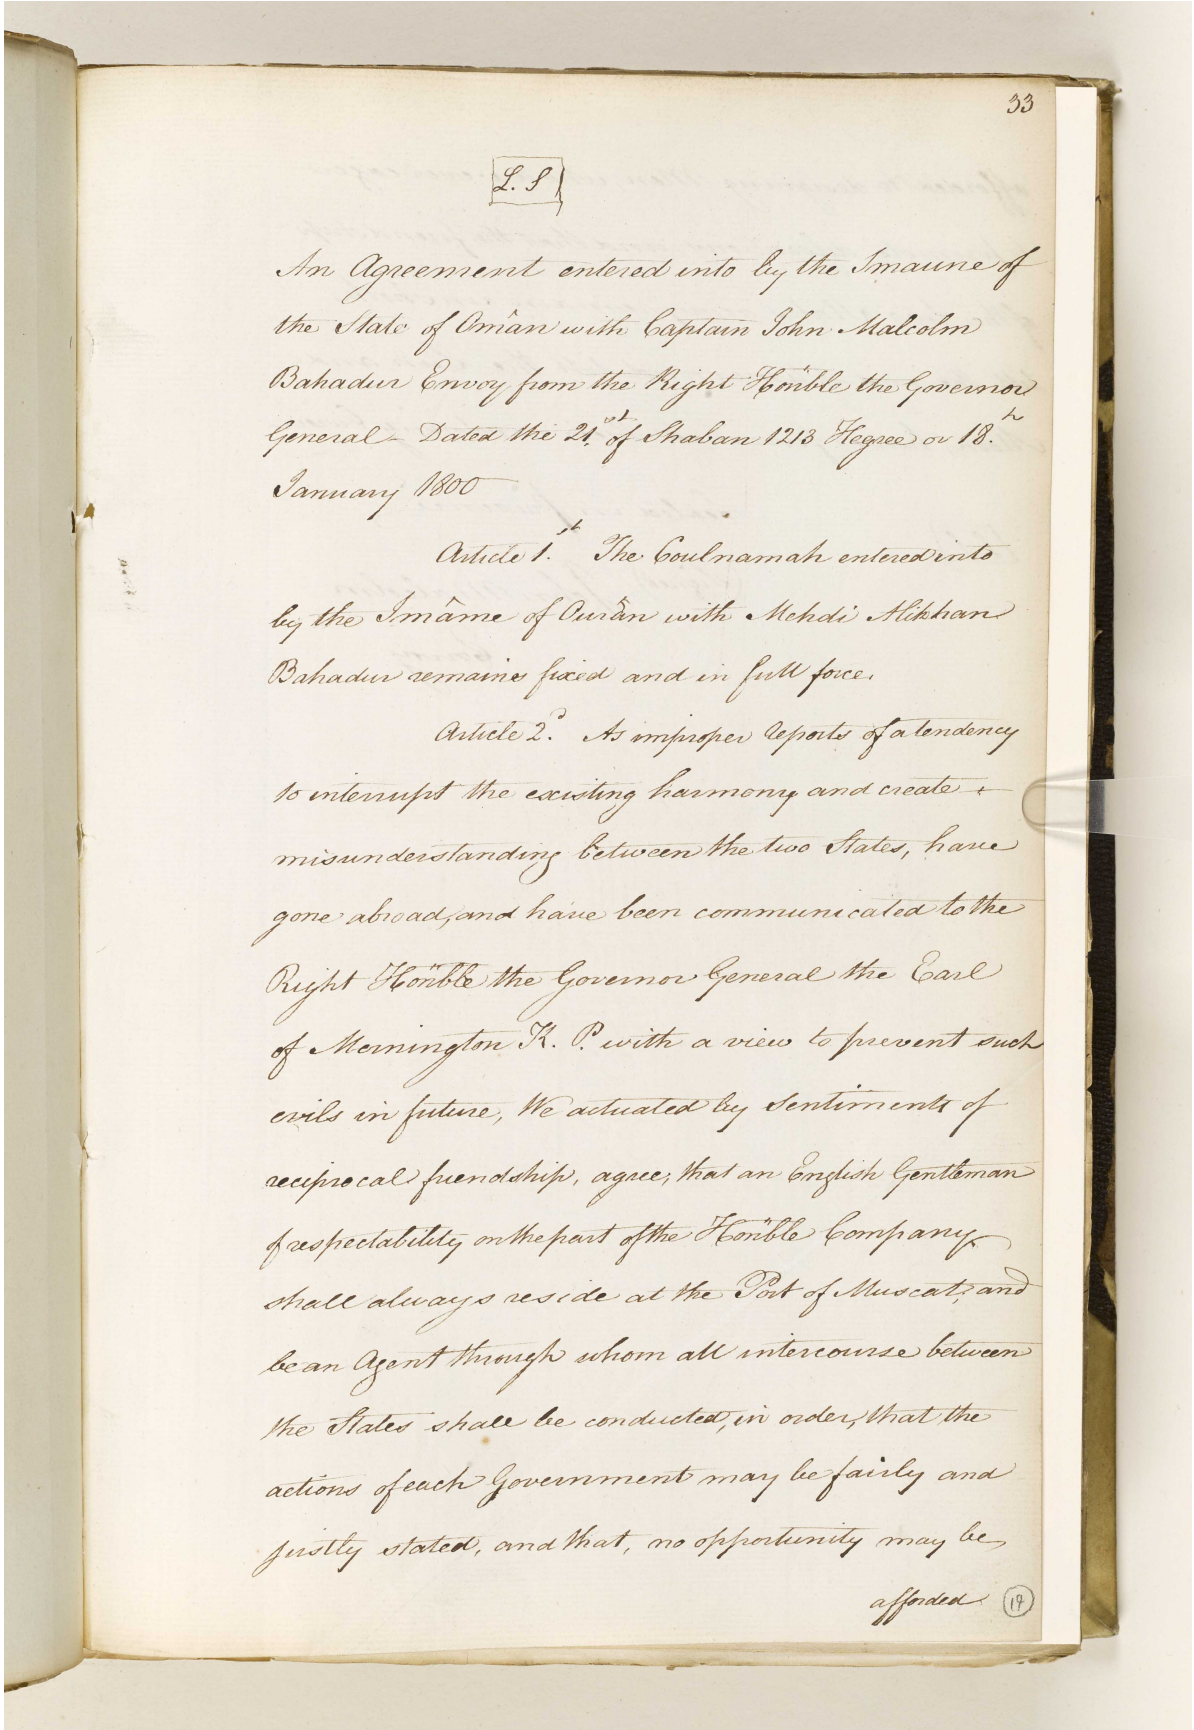 33
L. S
An Agreement entered into by the Imaune of
the State of Omân with Captain John Malcolm
Bahadur Envoy from the Right Hon̈ble the Governor
General - Dated the 21.st of Shaban 1213 Hegree or 18.h
January 1800
Article 1.st The Coulnamah entered into
by the Imâme of with Mehdi Alikhan
Bahadur remains fixed and in full force.
Article 2.d As improper reports of a tendency
to interrupt the existing harmony and create
misunderstanding between the two States, have
gone abroad, and have been communicated to the
Right Hon̈ble the Governor General the Earl
of Mornington K. P. with a view to prevent such
evils in future, We actuated by Sentiments of
reciprocal friendship, agree, that an English Gentleman
of respectability on the part of the Hon̈ble Company
shall always reside at the Port of Muscat, and
be an Agent through whom all intercourse between
the States shall be conducted, in order, that the
actions of each Government may be fairly and
justly stated, and that, no opportunity may be
afforded